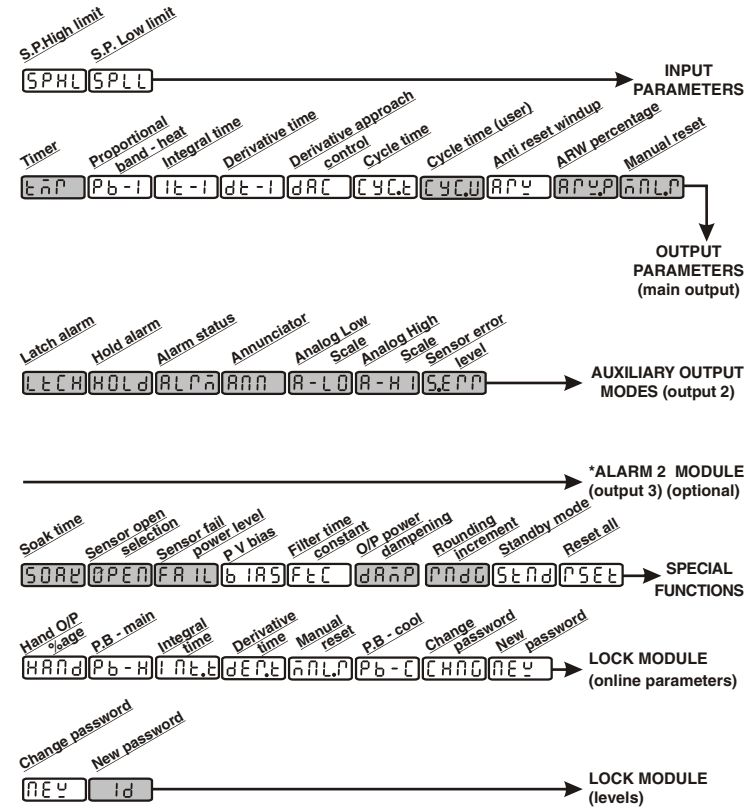 S.P.High limit S.P. Low limit
SPHL SPLL
INPUT
PARAMETERS
Timer Proportional band - heat Integral time Derivative time Derivative approach control Cycle time Cycle time (user) Anti reset windup ARW percentage Manual reset
tmr Pb-1 It-1 dt-1 dAC CYC.t CYC.U ArW ArW.P mnL.r
OUTPUT
PARAMETERS
(main output)
Latch alarm Hold alarm Alarm status Annunciator Analog Low Scale Analog High Scale Sensor error level
LtCH HOLd ALrm Ann A-LO A-HI S.Err
AUXILIARY OUTPUT
MODES (output 2)
*ALARM 2 MODULE
(output 3) (optional)
Soak time Sensor open selection Sensor fail power level P V bias Filter time constant O/P power dampening Rounding increment Standby mode Reset all
SOAK OPEn FAIL bIAS FtC dAmP rndG Stnd rSEt
SPECIAL
FUNCTIONS
Hand O/P %age P.B - main Integral time Derivative time Manual reset P.B - cool Change password New password
HAnd Pb-H Int.t dEr.t mnL.r Pb-C CHnG nEW
LOCK MODULE
(online parameters)
Change password New password
nEW Id
LOCK MODULE
(levels)